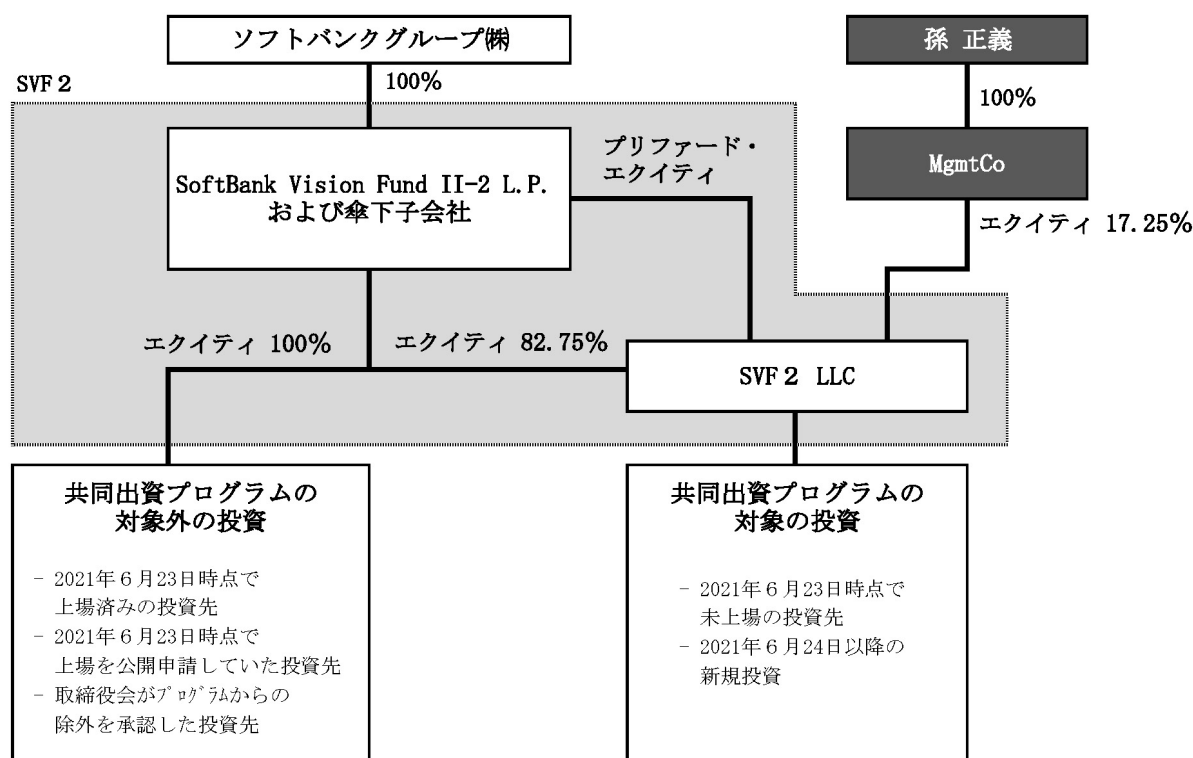 ソフトバンクグループ㈱
孫 正義
SVF２
100%
100%
SoftBank Vision Fund II-2 L.P.
および傘下子会社
プリファード・
エクイティ
MgmtCo
エクイティ 17.25%
エクイティ 100%
エクイティ 82.75%
SVF２ LLC
共同出資プログラムの
対象外の投資
- 2021年６月23日時点で
上場済みの投資先
- 2021年６月23日時点で
上場を公開申請していた投資先
- 取締役会がﾌﾟﾛｸﾞﾗﾑからの
除外を承認した投資先
共同出資プログラムの
対象の投資
- 2021年６月23日時点で
未上場の投資先
- 2021年６月24日以降の
新規投資